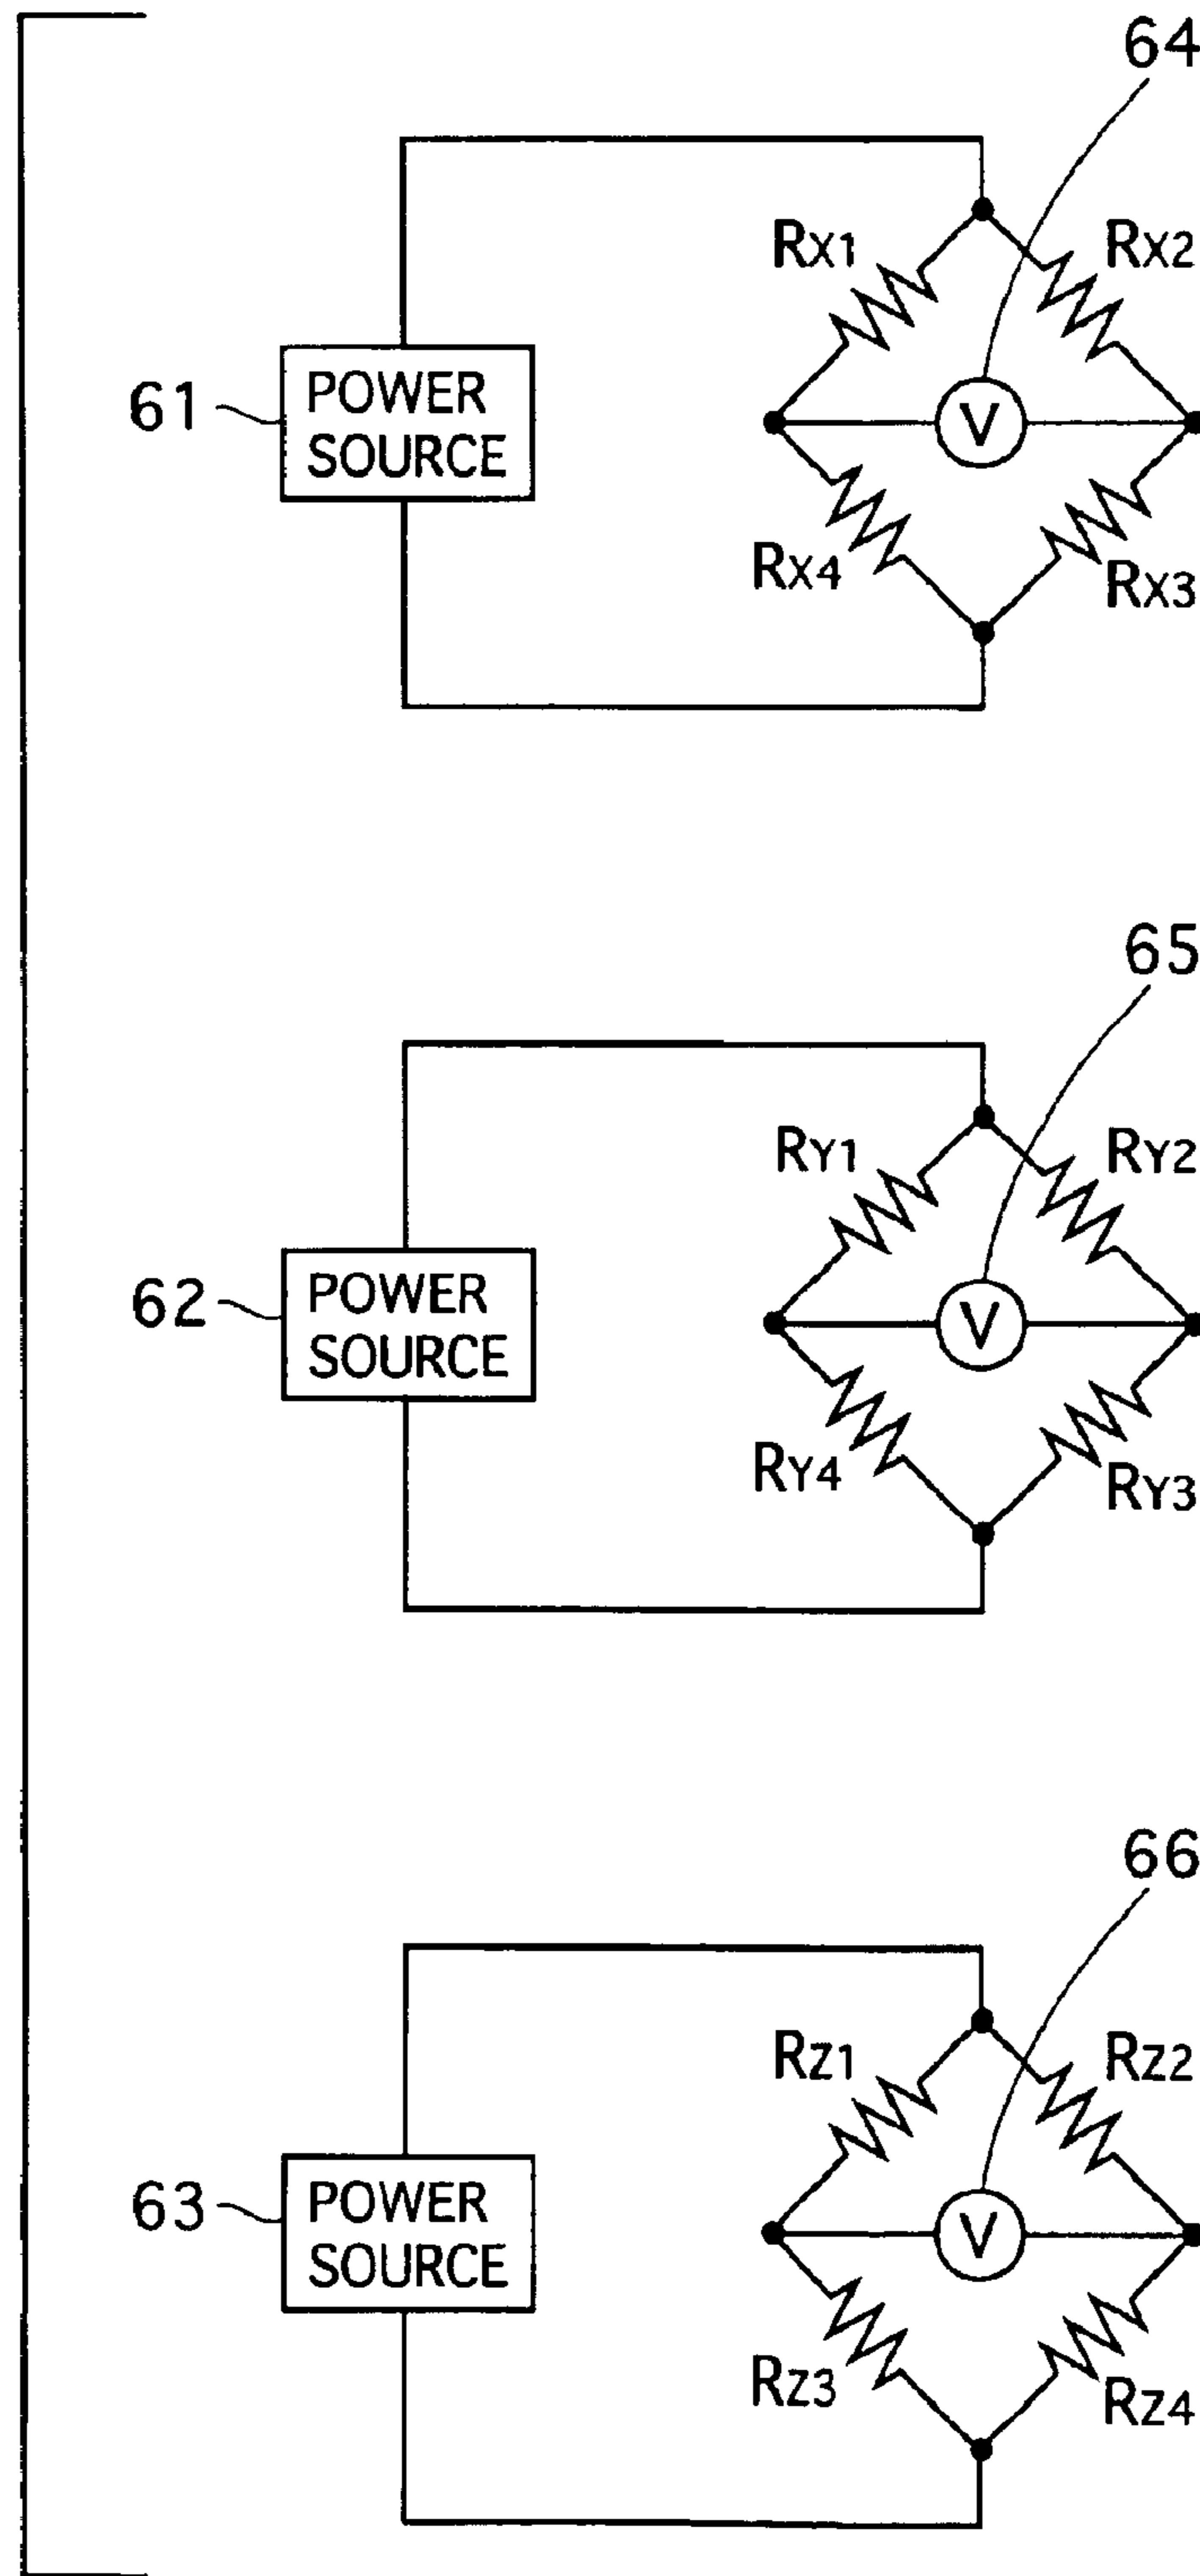 64
RX1
RX2
61
POWER
SOURCE
V
RX4
RX3
65
RY1
RY2
62
POWER
SOURCE
V
RY4
RY3
66
RZ1
RZ2
63
POWER
SOURCE
V
RZ3
RZ4